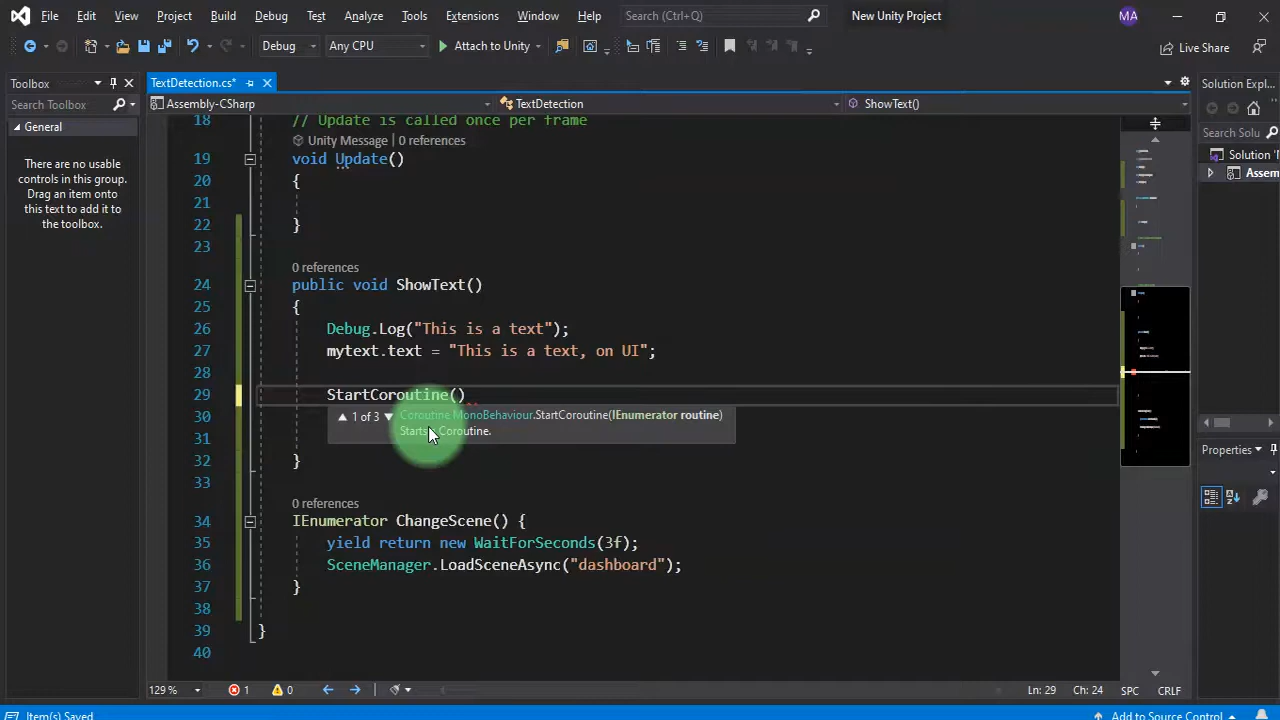 File Edit View Project Build Debug Test Analyze Tools Extensions Window Help Search (Ctrl+Q) New Unity Project MA
Debug Any CPU Attach to Unity Live Share
Toolbox TextDetection.cs* Solution Expl...
Search Toolbox Assembly-CSharp TextDetection ShowText()
General
There are no usable
controls in this group.
Drag an item onto
this text to add it to
the toolbox.
18 // Update is called once per frame
Unity Message | 0 references
19 void Update()
20 {
21
22 }
23
0 references
24 public void ShowText()
25 {
26 Debug.Log("This is a text");
27 mytext.text = "This is a text, on UI";
28
29 StartCoroutine()
30 1 of 3 Coroutine MonoBehaviour.StartCoroutine(IEnumerator routine)
Starts a Coroutine.
31
32 }
33
0 references
34 IEnumerator ChangeScene() {
35 yield return new WaitForSeconds(3f);
36 SceneManager.LoadSceneAsync("dashboard");
37 }
38
39 }
40
Search Solu
Solution '
Assem
Properties
129 % 1 0 Ln: 29 Ch: 24 SPC CRLF
Item(s) Saved Add to Source Control